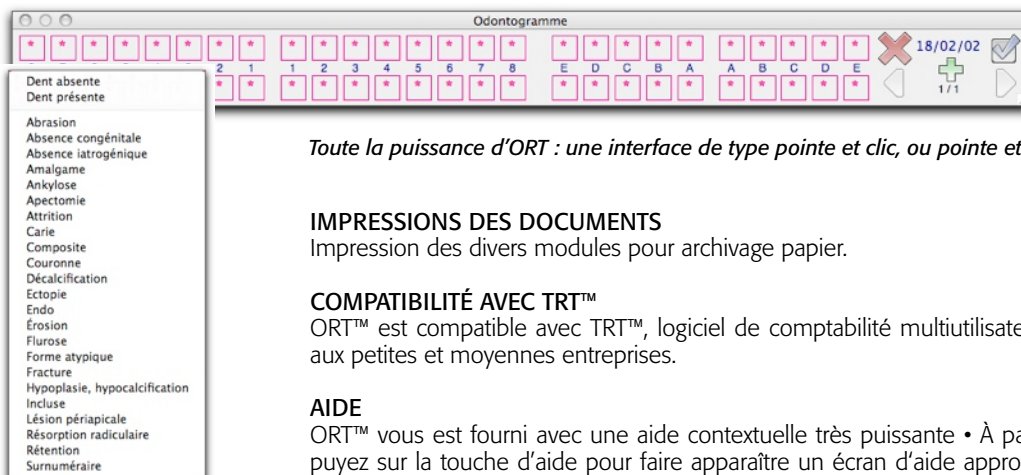 Odontogramme
* * * * * * * * * * * * * * * * * * * * * * * * * *
18/02/02
2 1 1 2 3 4 5 6 7 8 E D C B A A B C D E
* * * * * * * * * * * * * * * * * * * *
1/1
Dent absente
Dent présente
Abrasion
Absence congénitale
Absence iatrogénique
Amalgame
Ankylose
Apectomie
Attrition
Carie
Composite
Couronne
Décalcification
Ectopie
Endo
Érosion
Flurose
Forme atypique
Fracture
Hypoplasie, hypocalcification
Incluse
Lésion périapicale
Résorption radiculaire
Rétention
Surnuméraire
Toute la puissance d’ORT : une interface de type pointe et clic, ou pointe et
IMPRESSIONS DES DOCUMENTS
Impression des divers modules pour archivage papier.
COMPATIBILITÉ AVEC TRT™
ORT™ est compatible avec TRT™, logiciel de comptabilité multiutilisate
aux petites et moyennes entreprises.
AIDE
ORT™ vous est fourni avec une aide contextuelle très puissante • À pa
puyez sur la touche d’aide pour faire apparaître un écran d’aide appro